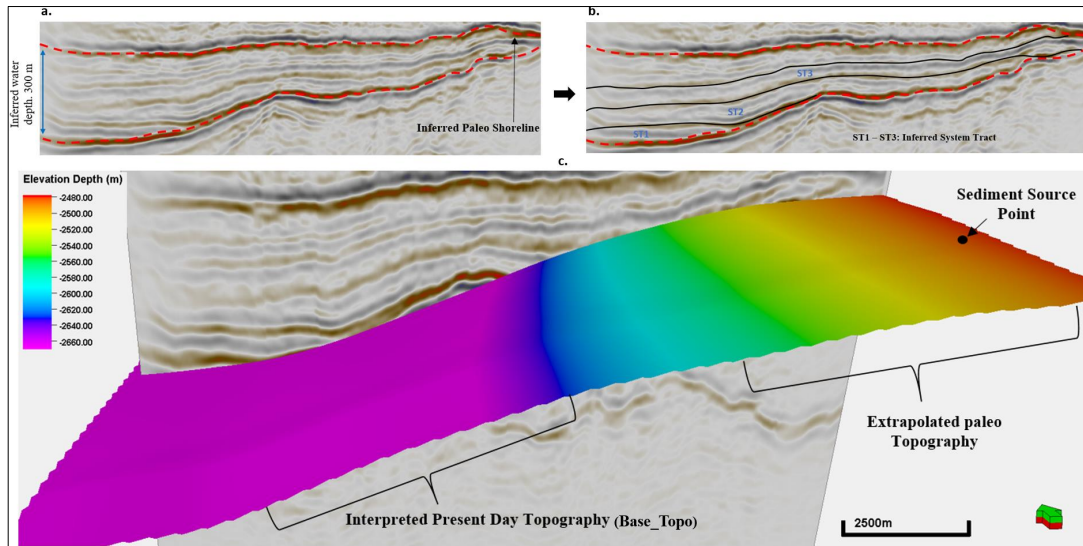 a.
b.
Inferred water
depth. 300 m
Inferred Paleo Shoreline
ST3
ST2
ST1
ST1 – ST3: Inferred System Tract
c.
Elevation Depth (m)
-2480.00
-2500.00
-2520.00
-2540.00
-2560.00
-2580.00
-2600.00
-2620.00
-2640.00
-2660.00
Sediment Source
Point
Extrapolated paleo
Topography
Interpreted Present Day Topography (Base_Topo)
2500m